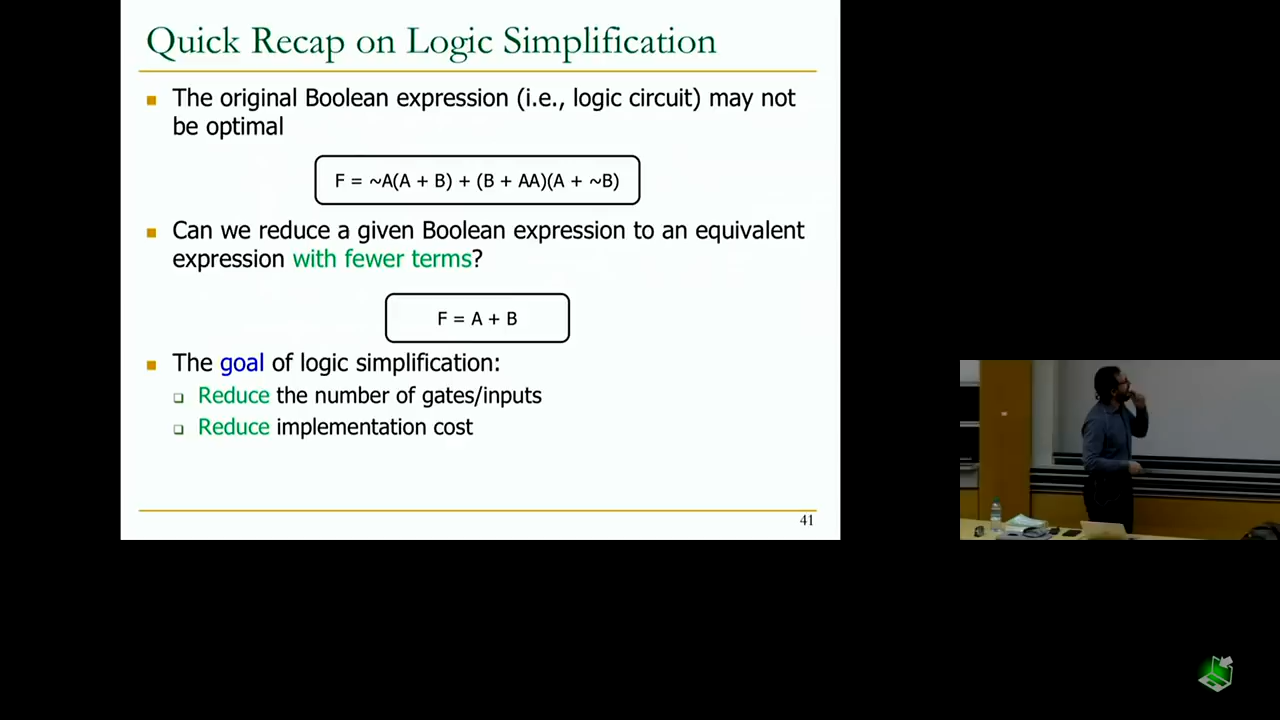 Quick Recap on Logic Simplification
The original Boolean expression (i.e., logic circuit) may not
be optimal
F = ~A(A + B) + (B + AA)(A + ~B)
Can we reduce a given Boolean expression to an equivalent
expression with fewer terms?
F = A + B
The goal of logic simplification:
Reduce the number of gates/inputs
Reduce implementation cost
41